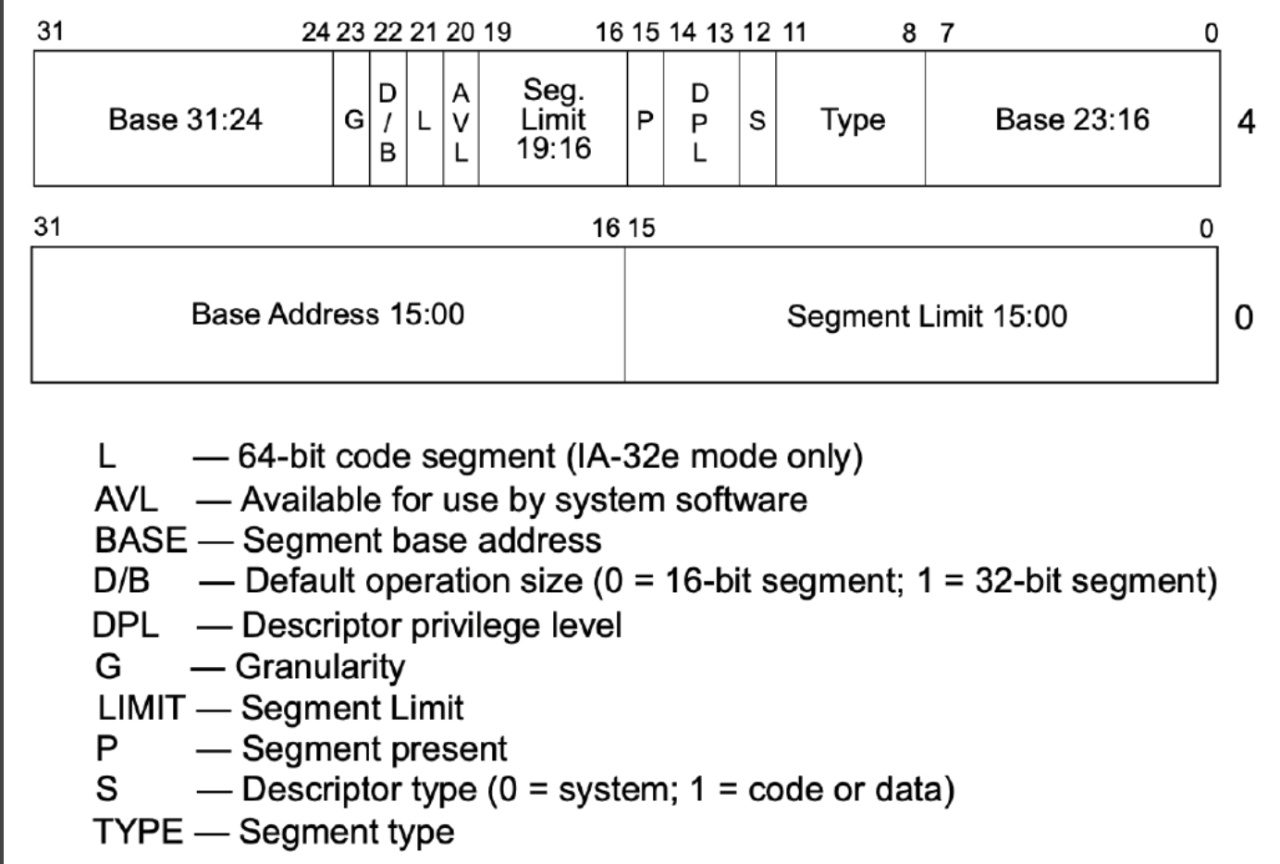 31 24 23 22 21 20 19 16 15 14 13 12 11 8 7 0
Base 31:24 G D/B L AVL Seg. Limit 19:16 P DPL S Type Base 23:16 4
31 16 15 0
Base Address 15:00 Segment Limit 15:00 0
L — 64-bit code segment (IA-32e mode only)
AVL — Available for use by system software
BASE — Segment base address
D/B — Default operation size (0 = 16-bit segment; 1 = 32-bit segment)
DPL — Descriptor privilege level
G — Granularity
LIMIT — Segment Limit
P — Segment present
S — Descriptor type (0 = system; 1 = code or data)
TYPE — Segment type